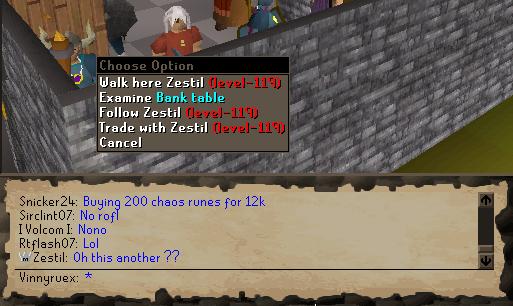 Choose Option
Walk here Zestil (level-119)
Examine Bank table
Follow Zestil (level-119)
Trade with Zestil (level-119)
Cancel
Snicker24: Buying 200 chaos runes for 12k
Sirclint07: No rofl
I Volcom I: Nono
Rtflash07: Lol
Zestil: Oh this another ??
Vinnyruex: *